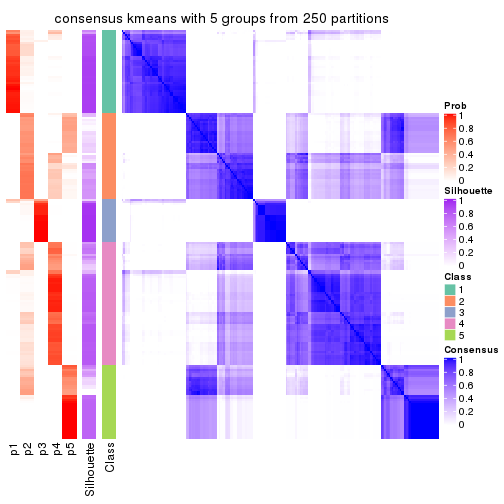 consensus kmeans with 5 groups from 250 partitions
Prob
1
0.8
0.6
0.4
0.2
0
Silhouette
1
0.8
0.6
0.4
0.2
0
Class
1
2
3
4
5
Consensus
1
0.8
0.6
0.4
0.2
0
p1
p2
p3
p4
p5
Silhouette
Class